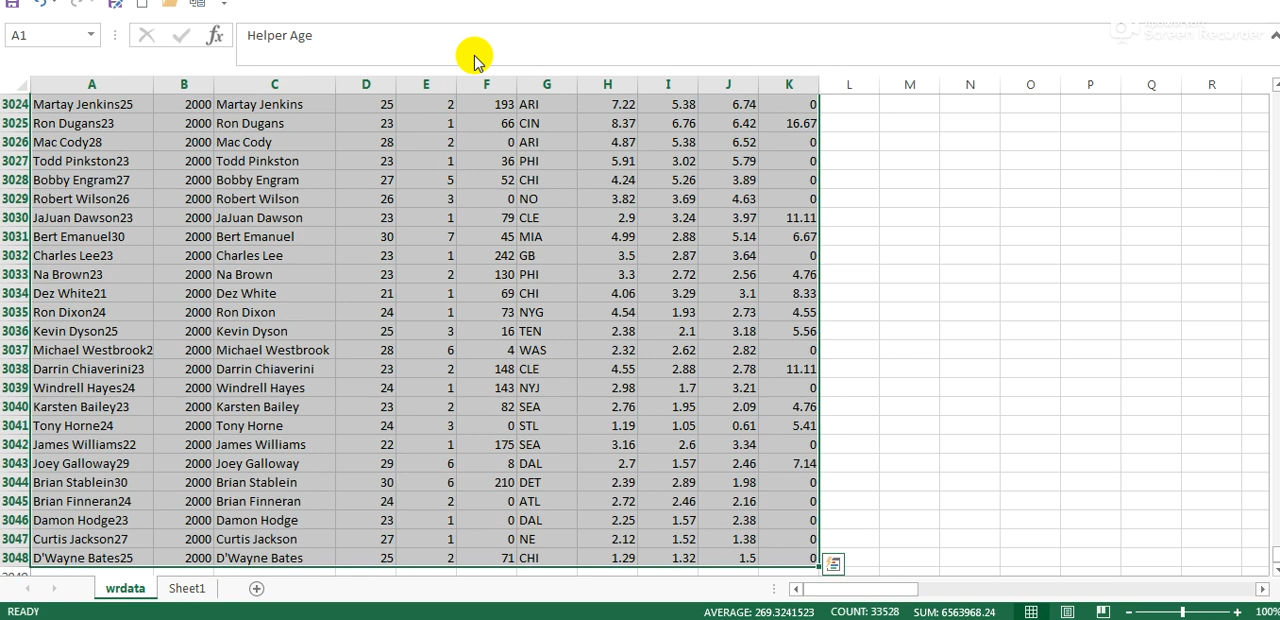 A1 fx Helper Age
Screen Recorder
A B C D E F G H I J K L M N O P Q R
3024 Martay Jenkins25 2000 Martay Jenkins 25 2 193 ARI 7.22 5.38 6.74 0
3025 Ron Dugans23 2000 Ron Dugans 23 1 66 CIN 8.37 6.76 6.42 16.67
3026 Mac Cody28 2000 Mac Cody 28 2 0 ARI 4.87 5.38 6.52 0
3027 Todd Pinkston23 2000 Todd Pinkston 23 1 36 PHI 5.91 3.02 5.79 0
3028 Bobby Engram27 2000 Bobby Engram 27 5 52 CHI 4.24 5.26 3.89 0
3029 Robert Wilson26 2000 Robert Wilson 26 3 0 NO 3.82 3.69 4.63 0
3030 JaJuan Dawson23 2000 JaJuan Dawson 23 1 79 CLE 2.9 3.24 3.97 11.11
3031 Bert Emanuel30 2000 Bert Emanuel 30 7 45 MIA 4.99 2.88 5.14 6.67
3032 Charles Lee23 2000 Charles Lee 23 1 242 GB 3.5 2.87 3.64 0
3033 Na Brown23 2000 Na Brown 23 2 130 PHI 3.3 2.72 2.56 4.76
3034 Dez White21 2000 Dez White 21 1 69 CHI 4.06 3.29 3.1 8.33
3035 Ron Dixon24 2000 Ron Dixon 24 1 73 NYG 4.54 1.93 2.73 4.55
3036 Kevin Dyson25 2000 Kevin Dyson 25 3 16 TEN 2.38 2.1 3.18 5.56
3037 Michael Westbrook2 2000 Michael Westbrook 28 6 4 WAS 2.32 2.62 2.82 0
3038 Darrin Chiaverini23 2000 Darrin Chiaverini 23 2 148 CLE 4.55 2.88 2.78 11.11
3039 Windrell Hayes24 2000 Windrell Hayes 24 1 143 NYJ 2.98 1.7 3.21 0
3040 Karsten Bailey23 2000 Karsten Bailey 23 2 82 SEA 2.76 1.95 2.09 4.76
3041 Tony Horne24 2000 Tony Horne 24 3 0 STL 1.19 1.05 0.61 5.41
3042 James Williams22 2000 James Williams 22 1 175 SEA 3.16 2.6 3.34 0
3043 Joey Galloway29 2000 Joey Galloway 29 6 8 DAL 2.7 1.57 2.46 7.14
3044 Brian Stablein30 2000 Brian Stablein 30 6 210 DET 2.39 2.89 1.98 0
3045 Brian Finneran24 2000 Brian Finneran 24 2 0 ATL 2.72 2.46 2.16 0
3046 Damon Hodge23 2000 Damon Hodge 23 1 0 DAL 2.25 1.57 2.38 0
3047 Curtis Jackson27 2000 Curtis Jackson 27 1 0 NE 2.12 1.52 1.38 0
3048 D'Wayne Bates25 2000 D'Wayne Bates 25 2 71 CHI 1.29 1.32 1.5 0
wrdata Sheet1
READY AVERAGE: 269.3241523 COUNT: 33528 SUM: 6563968.24 100%